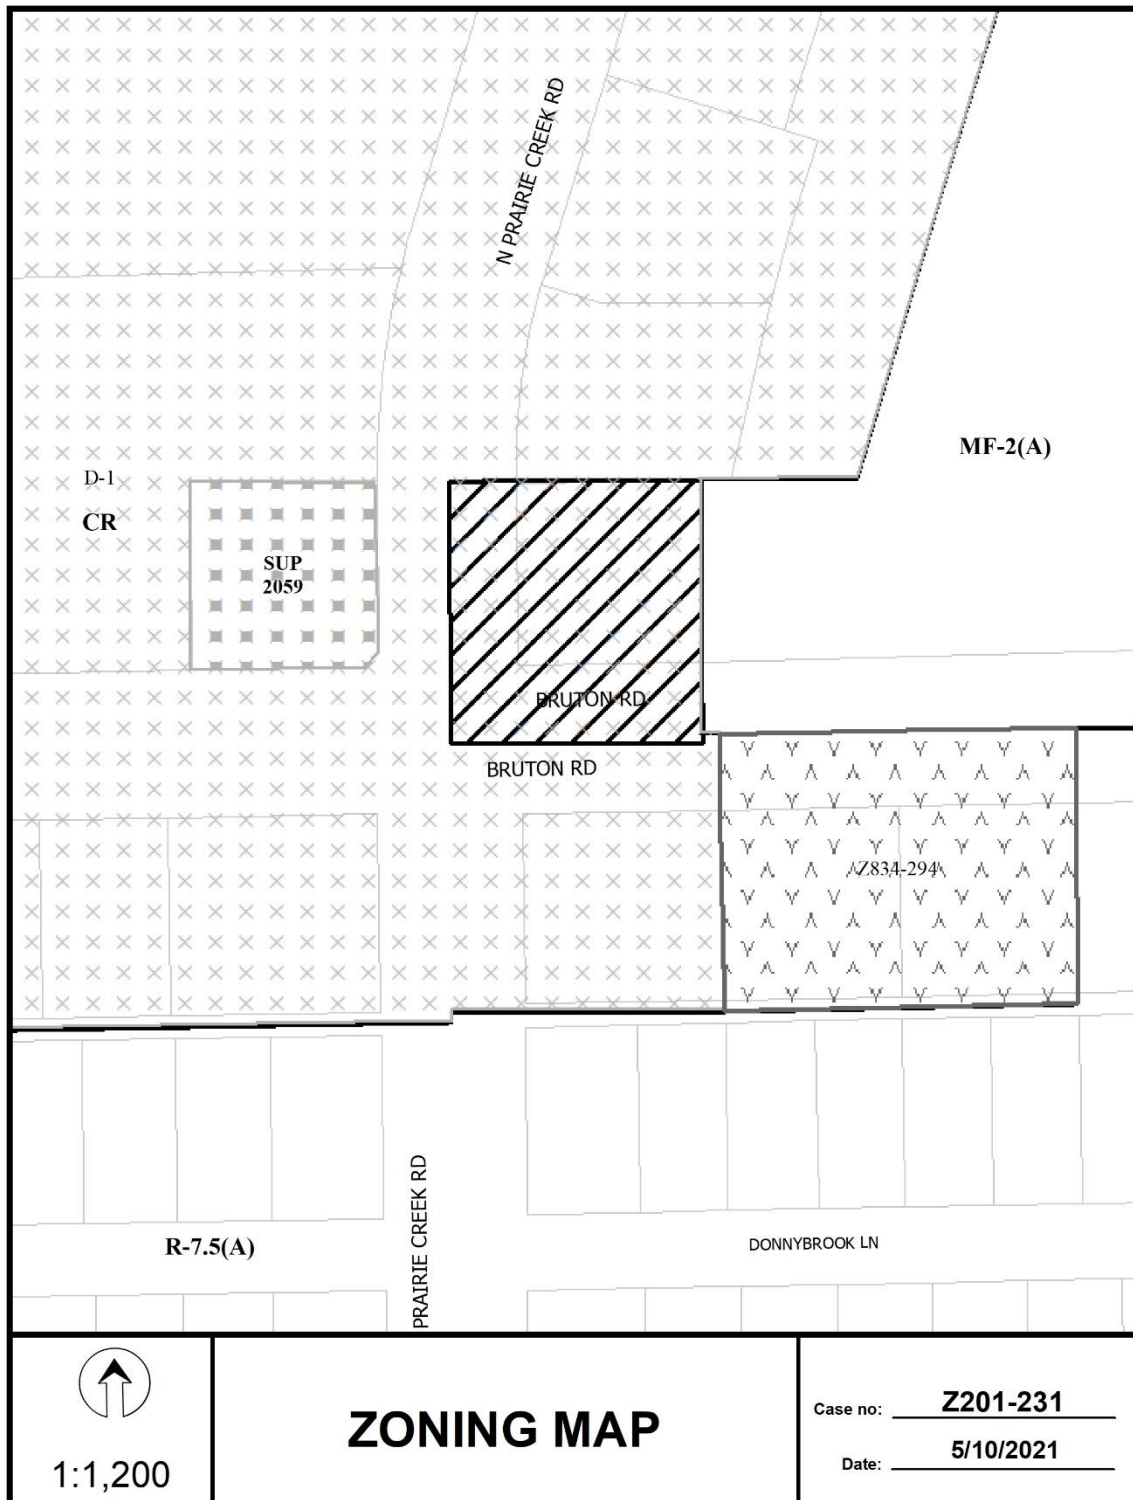 N PRAIRIE CREEK RD
MF-2(A)
D-1
CR
SUP
2059
BRUTON RD
BRUTON RD
Z834-294
PRAIRIE CREEK RD
R-7.5(A)
DONNYBROOK LN
1:1,200
ZONING MAP
Case no: Z201-231
Date: 5/10/2021